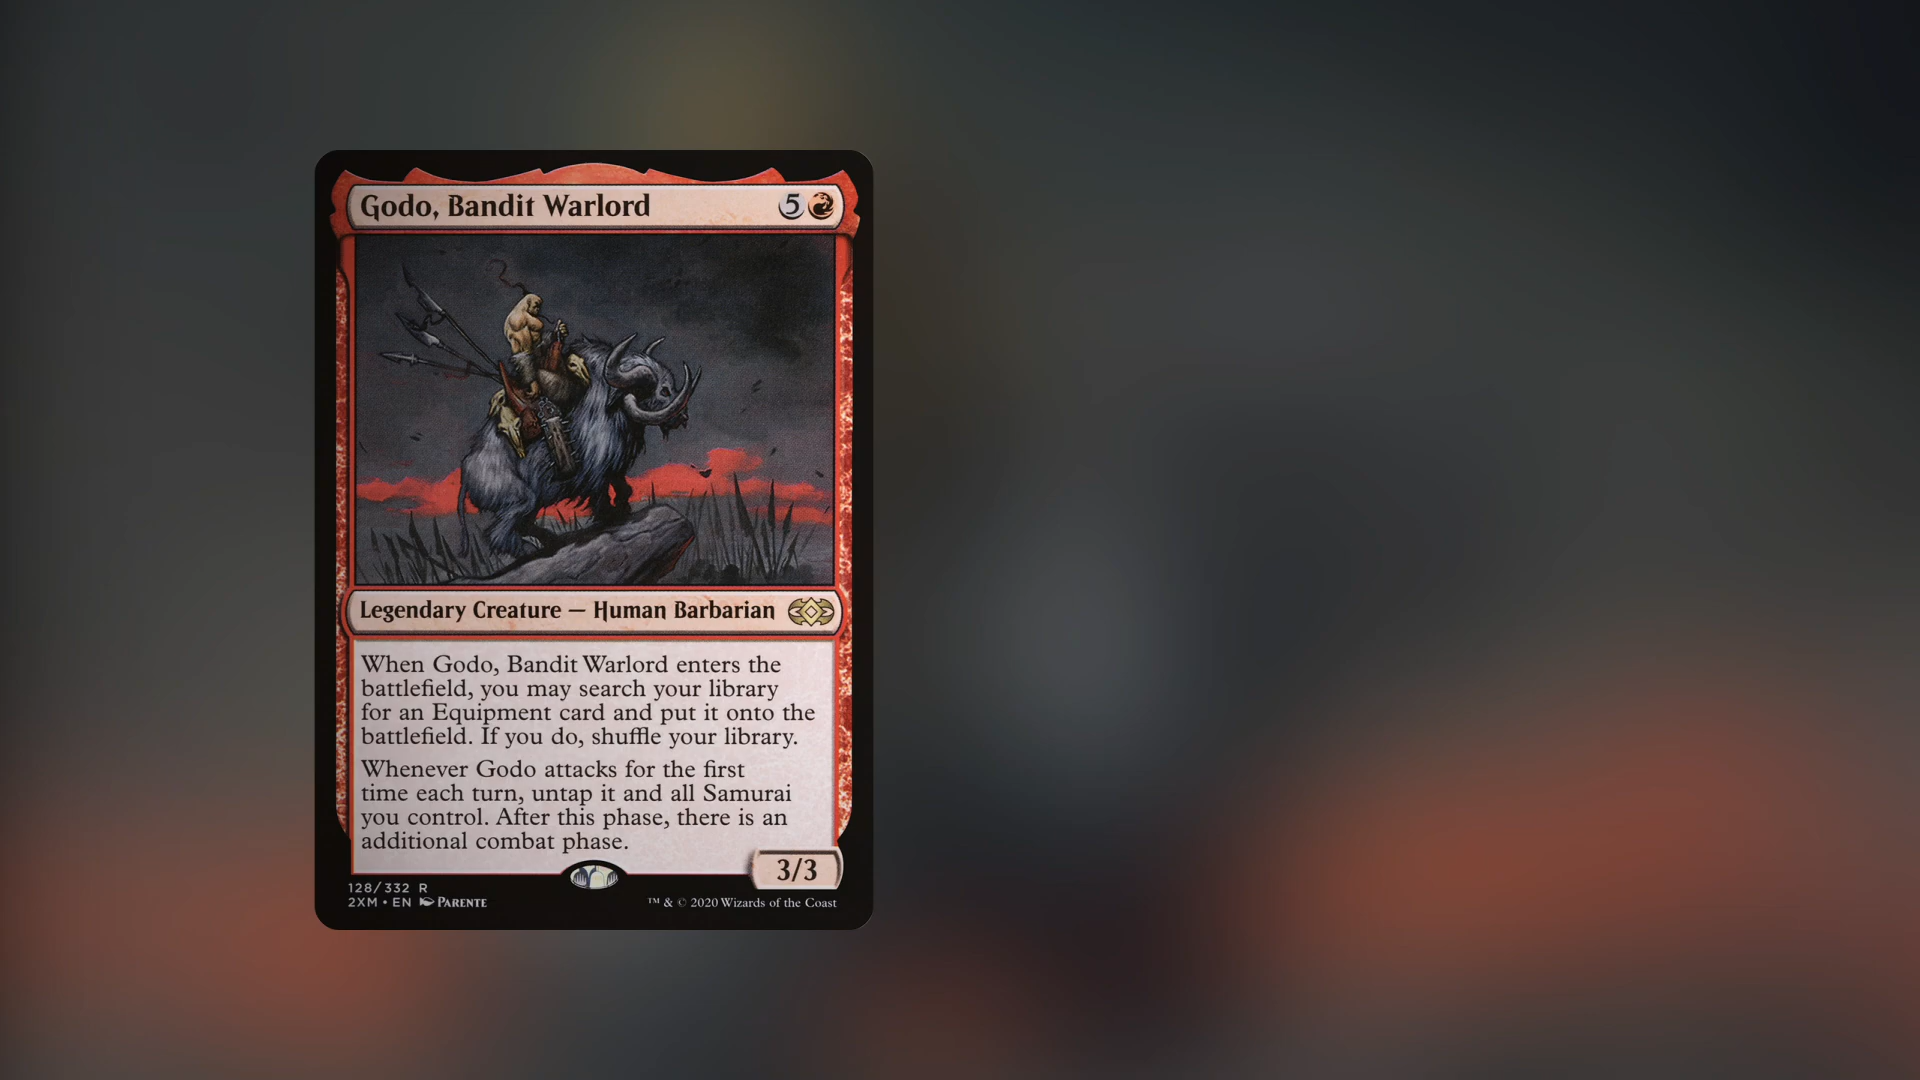 Godo, Bandit Warlord 5
Legendary Creature — Human Barbarian
When Godo, Bandit Warlord enters the
battlefield, you may search your library
for an Equipment card and put it onto the
battlefield. If you do, shuffle your library.
Whenever Godo attacks for the first
time each turn, untap it and all Samurai
you control. After this phase, there is an
additional combat phase.
3/3
128/332 R
2XM • EN PARENTE
™ & © 2020 Wizards of the Coast